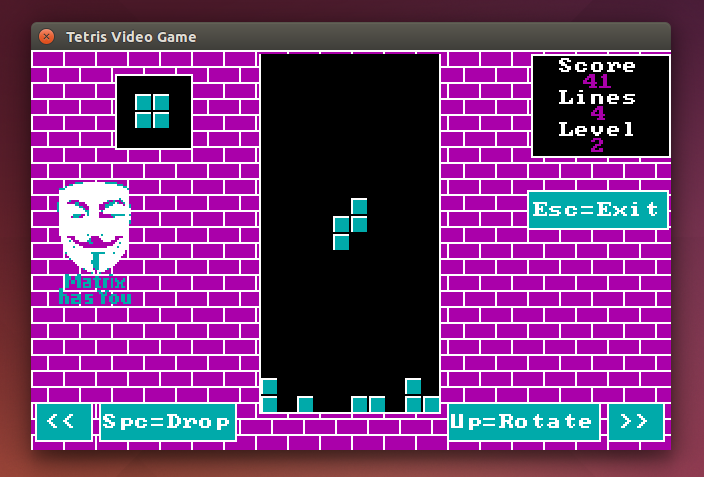 Tetris Video Game
Score
41
Lines
4
Level
2
Esc=Exit
Matrix
has You
<<
Spc=Drop
Up=Rotate
>>